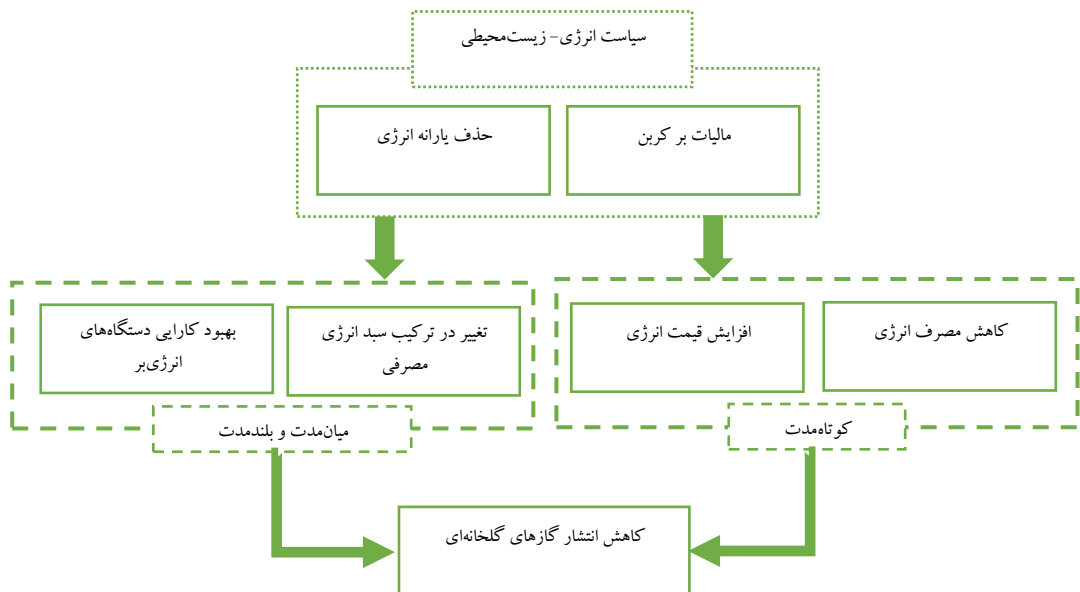 سیاست انرژی- زیست‌محیطی
مالیات بر کربن
حذف یارانه انرژی
کاهش مصرف انرژی
افزایش قیمت انرژی
تغییر در ترکیب سبد انرژی
مصرفی
بهبود کارایی دستگاه‌های
انرژی‌بر
کوتاه‌مدت
میان‌مدت و بلندمدت
کاهش انتشار گازهای گلخانه‌ای